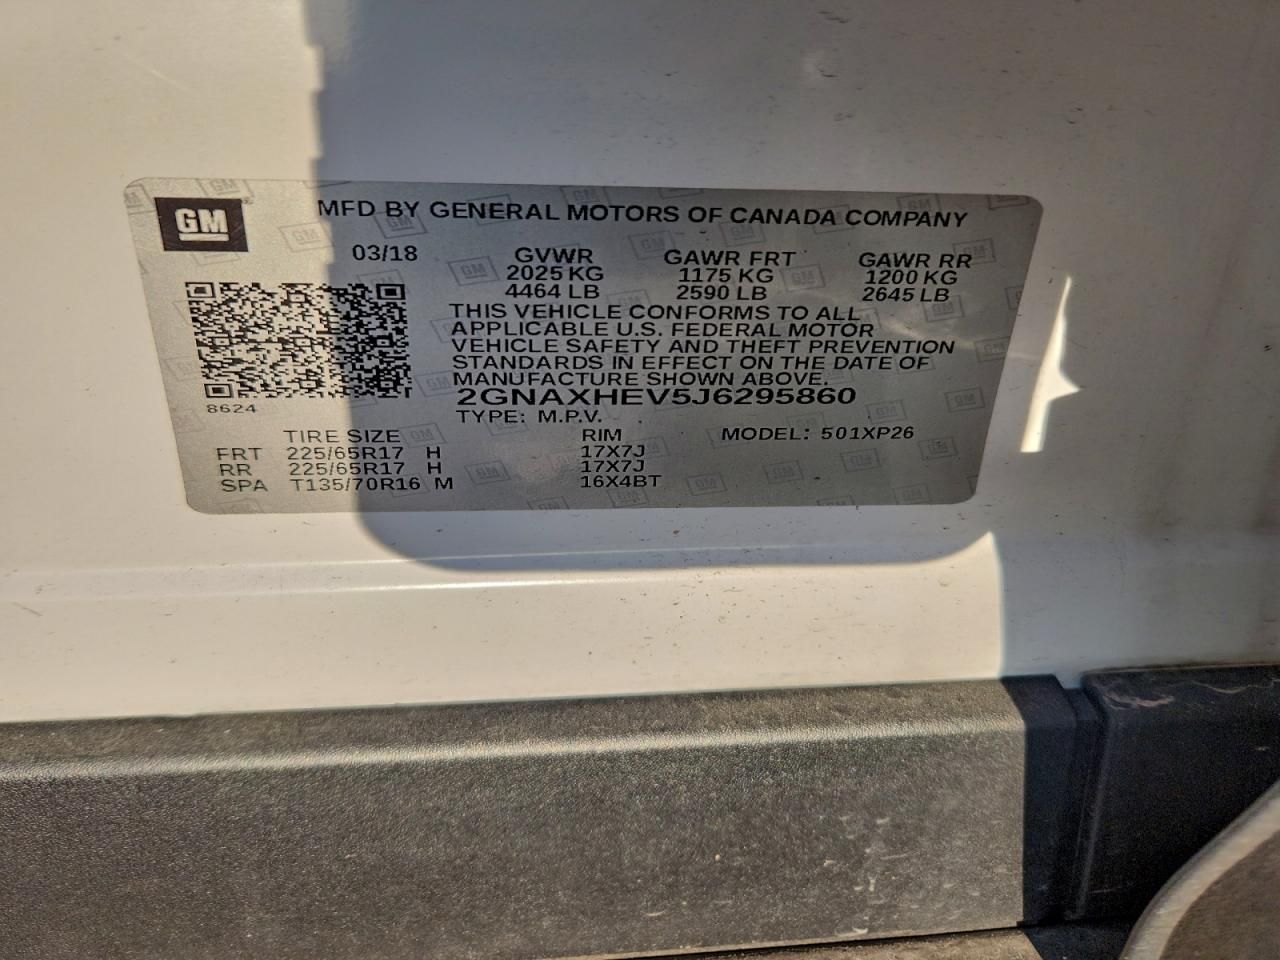 GM
MFD BY GENERAL MOTORS OF CANADA COMPANY
03/18 GVWR GAWR FRT GAWR RR
2025 KG 1175 KG 1200 KG
4464 LB 2590 LB 2645 LB
THIS VEHICLE CONFORMS TO ALL
APPLICABLE U.S. FEDERAL MOTOR
VEHICLE SAFETY AND THEFT PREVENTION
STANDARDS IN EFFECT ON THE DATE OF
MANUFACTURE SHOWN ABOVE.
2GNAXHEV5J6295860
8624
TYPE: M.P.V.
TIRE SIZE RIM MODEL: 501XP26
FRT 225/65R17 H 17X7J
RR 225/65R17 H 17X7J
SPA T135/70R16 M 16X4BT